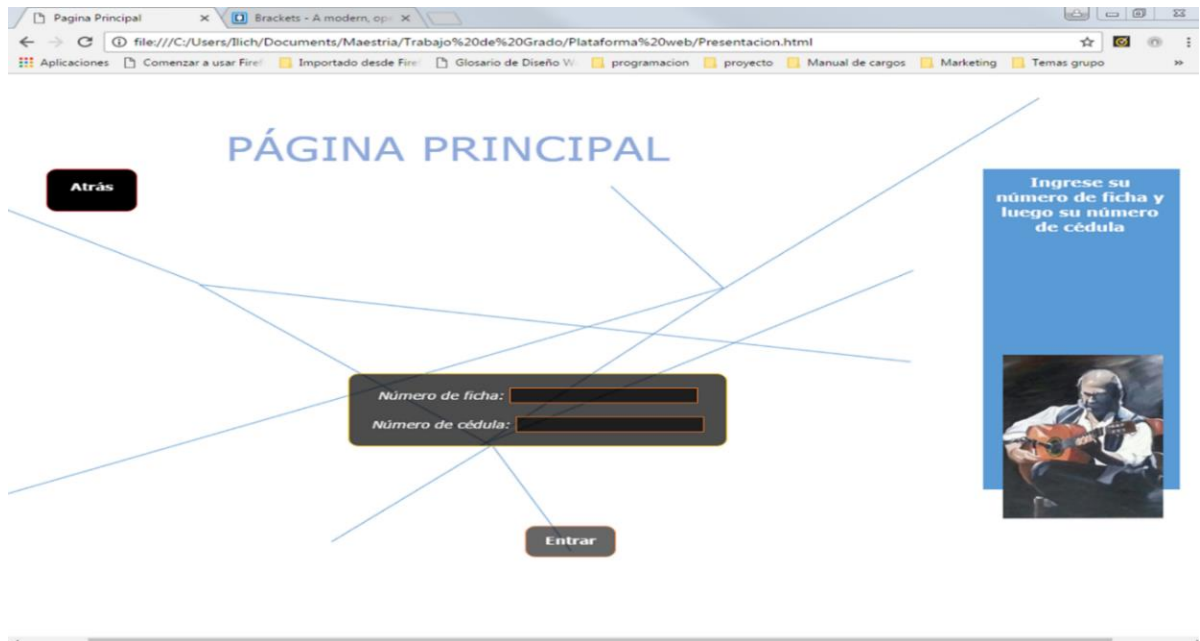 Pagina Principal
Brackets - A modern, op
file:///C:/Users/Ilich/Documents/Maestria/Trabajo%20de%20Grado/Plataforma%20web/Presentacion.html
Aplicaciones Comenzar a usar Firef Importado desde Firef Glosario de Diseño W programacion proyecto Manual de cargos Marketing Temas grupo
PÁGINA PRINCIPAL
Atrás
Ingrese su
número de ficha y
luego su número
de cédula
Número de ficha:
Número de cédula:
Entrar